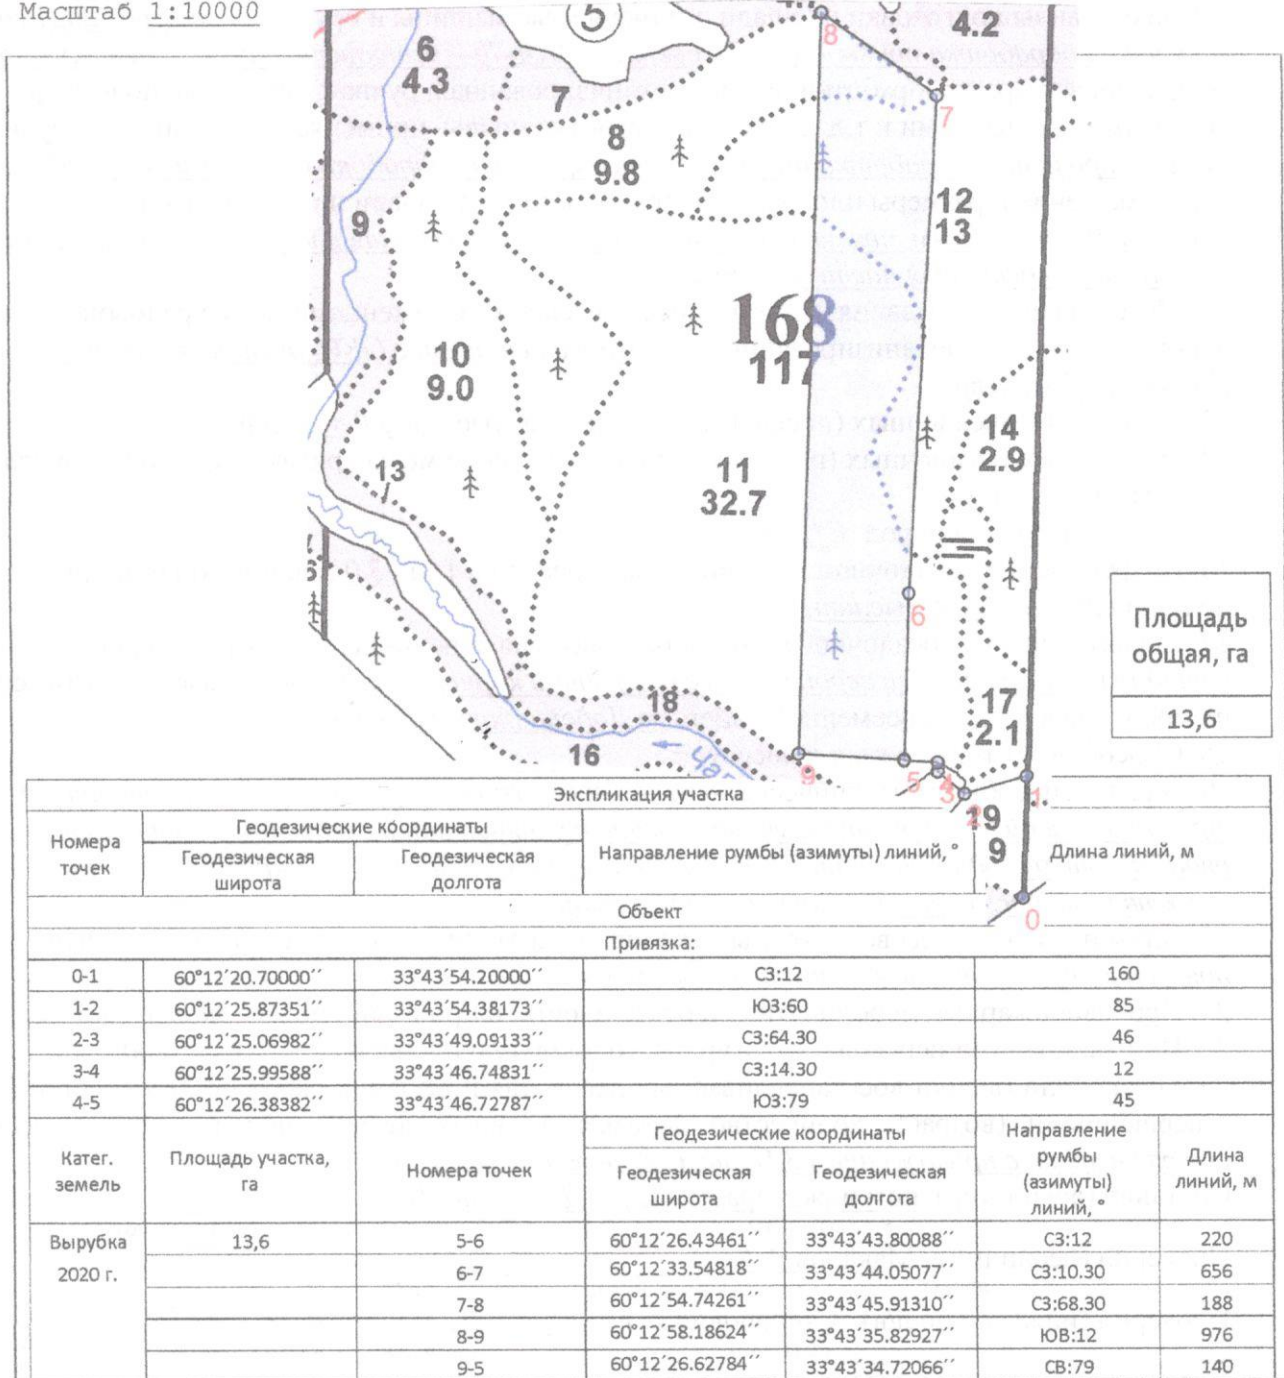 Масштаб 1:10000
5
8
4.2
6
4.3
7
7
8
9.8
9
12
13
168
117
10
9.0
14
2.9
13
11
32.7
6
Площадь
общая, га
13,6
18
17
2.1
16
9
5
4
3
2
1
19
9
0
Экспликация участка
Номера точек
Геодезические координаты
Геодезическая широта
Геодезическая долгота
Направление румбы (азимуты) линий, °
Длина линий, м
Объект
Привязка:
0-1 60°12´20.70000´´ 33°43´54.20000´´ СЗ:12 160
1-2 60°12´25.87351´´ 33°43´54.38173´´ ЮЗ:60 85
2-3 60°12´25.06982´´ 33°43´49.09133´´ СЗ:64.30 46
3-4 60°12´25.99588´´ 33°43´46.74831´´ СЗ:14.30 12
4-5 60°12´26.38382´´ 33°43´46.72787´´ ЮЗ:79 45
Катег. земель
Площадь участка, га
Номера точек
Геодезические координаты
Геодезическая широта
Геодезическая долгота
Направление румбы (азимуты) линий, °
Длина линий, м
Вырубка 13,6 5-6 60°12´26.43461´´ 33°43´43.80088´´ СЗ:12 220
2020 г. 6-7 60°12´33.54818´´ 33°43´44.05077´´ СЗ:10.30 656
7-8 60°12´54.74261´´ 33°43´45.91310´´ СЗ:68.30 188
8-9 60°12´58.18624´´ 33°43´35.82927´´ ЮВ:12 976
9-5 60°12´26.62784´´ 33°43´34.72066´´ СВ:79 140